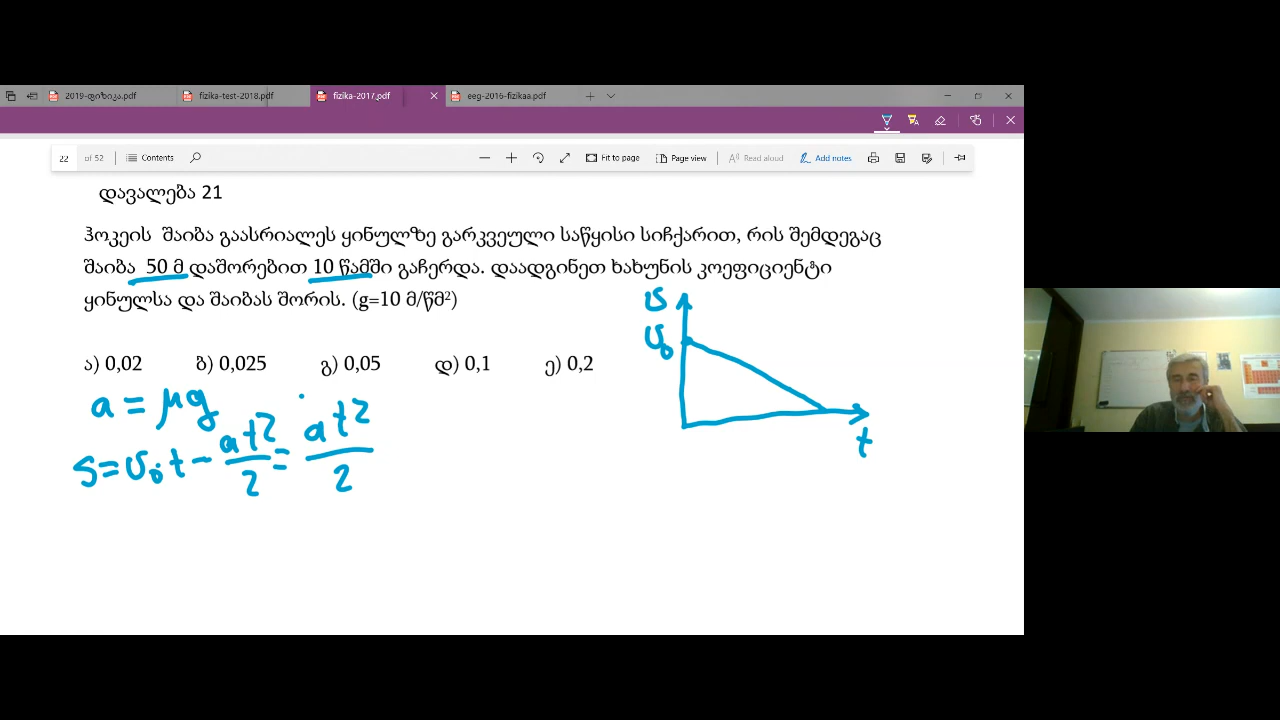 2019-ფიზიკა.pdf fizika-test-2018.pdf fizika-2017.pdf eeg-2016-fizikaa.pdf
22 of 52 Contents Fit to page Page view Read aloud Add notes
დავალება 21
ჰოკეის შაიბა გაასრიალეს ყინულზე გარკვეული საწყისი სიჩქარით, რის შემდეგაც
შაიბა 50 მ დაშორებით 10 წამში გაჩერდა. დაადგინეთ ხახუნის კოეფიციენტი
ყინულსა და შაიბას შორის. (g=10 მ/წმ²)
ა) 0,02 ბ) 0,025 გ) 0,05 დ) 0,1 ე) 0,2
a = μg
s = υ₀t − at2/2 = at2/2
υ
υ₀
t